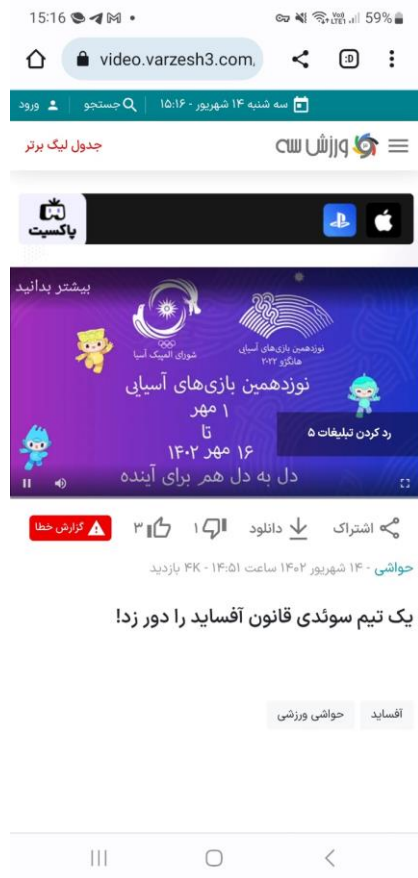 15:16
59%
video.varzesh3.com
سه شنبه ۱۴ شهریور - ۱۵:۱۶
جستجو
ورود
ورزش سه
جدول لیگ برتر
پاکسیت
بیشتر بدانید
نوزدهمین بازی‌های آسیایی
هانگژو ۲۰۲۲
شورای المپیک آسیا
نوزدهمین بازی‌های آسیایی
۱ مهر
تا
۱۶ مهر ۱۴۰۲
دل به دل هم برای آینده
رد کردن تبلیغات ۵
اشتراک
دانلود
۱
۳
گزارش خطا
حواشی - ۱۴ شهریور ۱۴۰۲ ساعت ۱۴:۵۱ - ۴K بازدید
یک تیم سوئدی قانون آفساید را دور زد!
آفساید
حواشی ورزشی